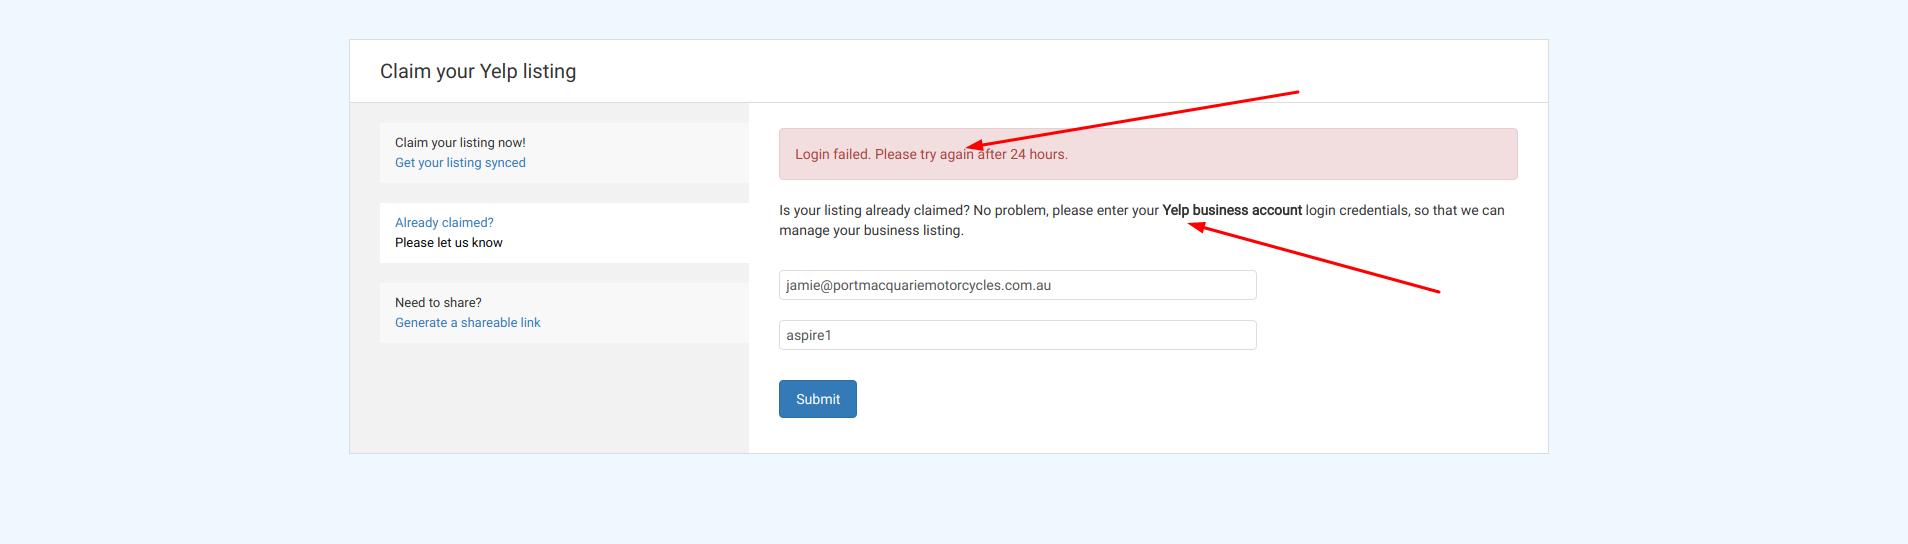 Claim your Yelp listing
Claim your listing now!
Get your listing synced
Already claimed?
Please let us know
Need to share?
Generate a shareable link
Login failed. Please try again after 24 hours.
Is your listing already claimed? No problem, please enter your Yelp business account login credentials, so that we can
manage your business listing.
jamie@portmacquariemotorcycles.com.au
aspire1
Submit